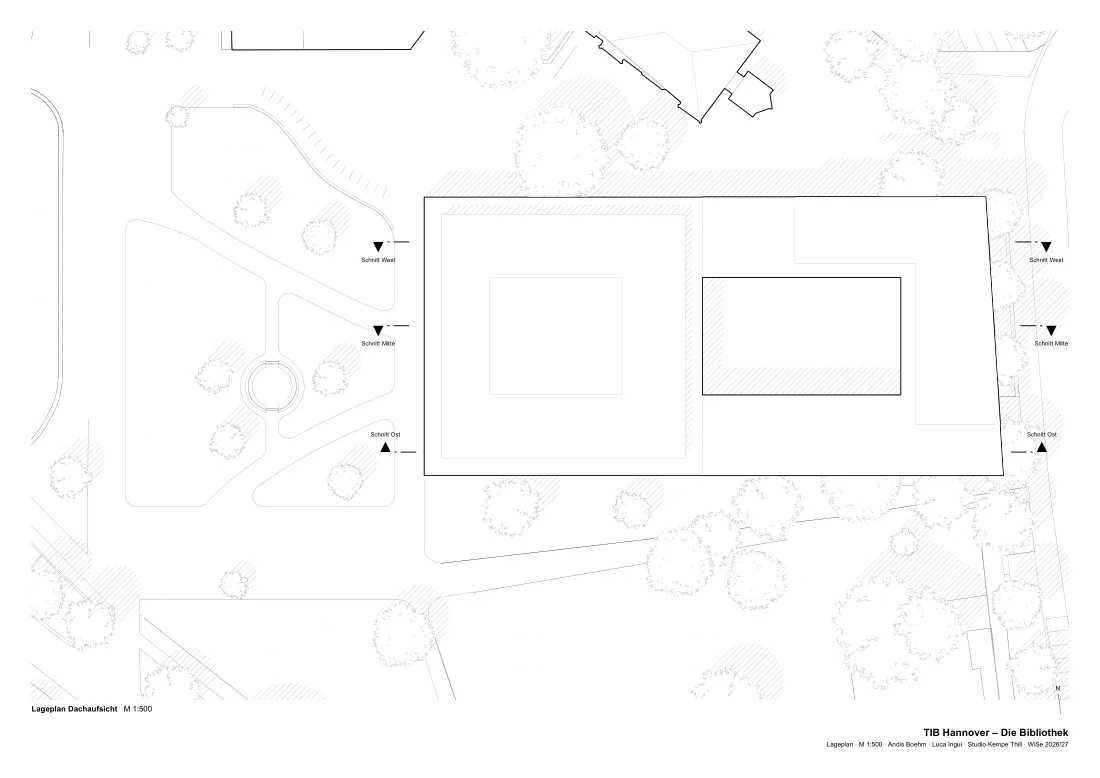 Schnitt West
Schnitt West
Schnitt Mitte
Schnitt Mitte
Schnitt Ost
Schnitt Ost
N
Lageplan Dachaufsicht M 1:500
TIB Hannover – Die Bibliothek
Lageplan · M 1:500 · Andis Boehm · Luca Ingui · Studio Kempe Thill · WiSe 2026/27